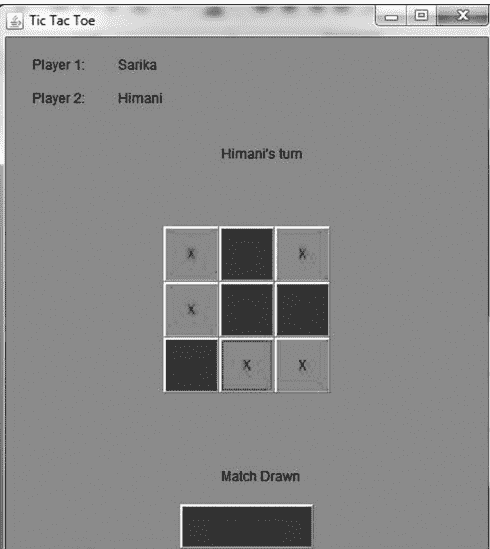 Tic Tac Toe
Player 1: Sarika
Player 2: Himani
Himani's turn
X X
X
X X
Match Drawn